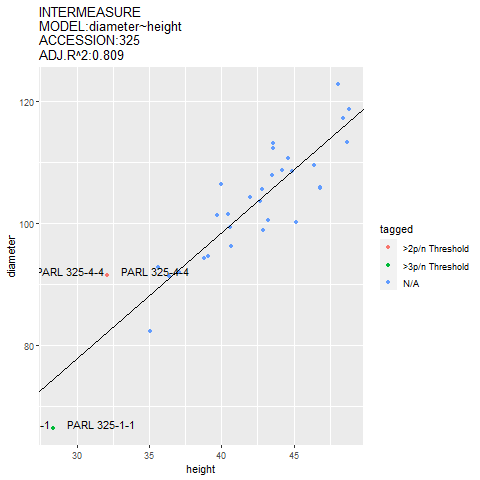 INTERMEASURE
MODEL:diameter~height
ACCESSION:325
ADJ.R^2:0.809
120
100
80
diameter
PARL 325-4-4 PARL 325-4-4
-1 PARL 325-1-1
30 35 40 45
height
tagged
>2p/n Threshold
>3p/n Threshold
N/A